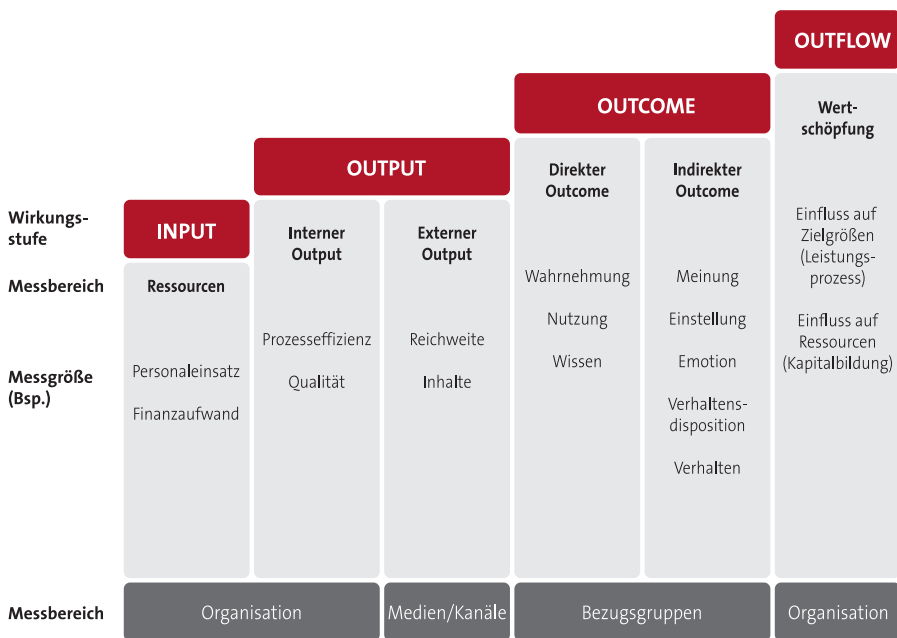 OUTFLOW
OUTCOME
Wert-
schöpfung
OUTPUT
Direkter
Outcome
Indirekter
Outcome
Wirkungs-
stufe
INPUT
Interner
Output
Externer
Output
Einfluss auf
Zielgrößen
(Leistungs-
prozess)
Messbereich
Ressourcen
Wahrnehmung
Meinung
Nutzung
Einstellung
Einfluss auf
Ressourcen
(Kapitalbildung)
Prozesseffizienz
Reichweite
Messgröße
(Bsp.)
Personaleinsatz
Qualität
Inhalte
Wissen
Emotion
Finanzaufwand
Verhaltens-
disposition
Verhalten
Messbereich
Organisation
Medien/Kanäle
Bezugsgruppen
Organisation